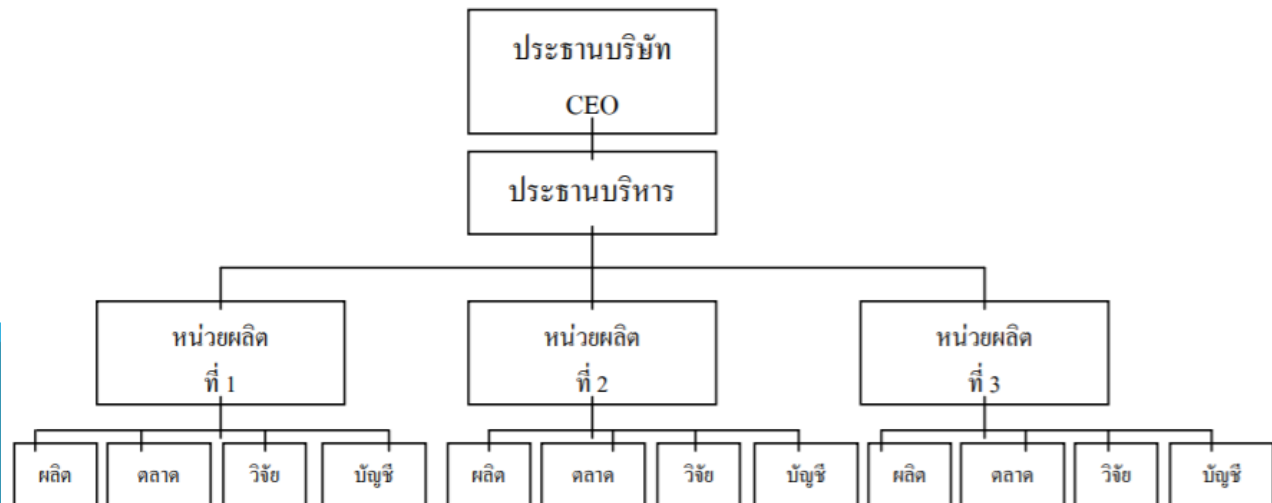 ประธานบริษัท
CEO
ประธานบริหาร
หน่วยผลิต
ที่ 1
หน่วยผลิต
ที่ 2
หน่วยผลิต
ที่ 3
ผลิต
ตลาด
วิจัย
บัญชี
ผลิต
ตลาด
วิจัย
บัญชี
ผลิต
ตลาด
วิจัย
บัญชี